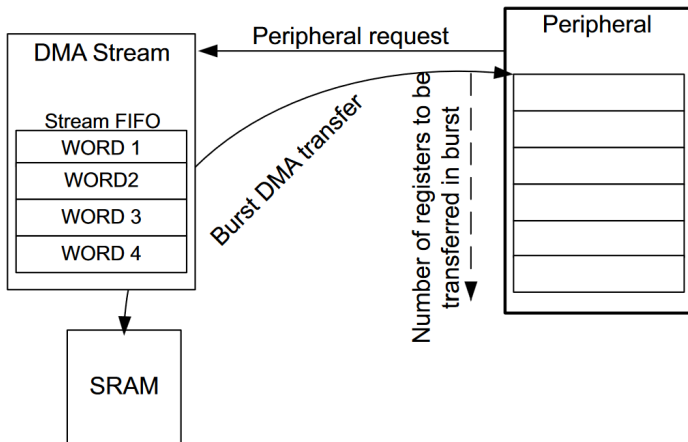 Peripheral request
Peripheral
DMA Stream
Stream FIFO
WORD 1
WORD2
WORD 3
WORD 4
Burst DMA transfer
Number of registers to be
transferred in burst
SRAM